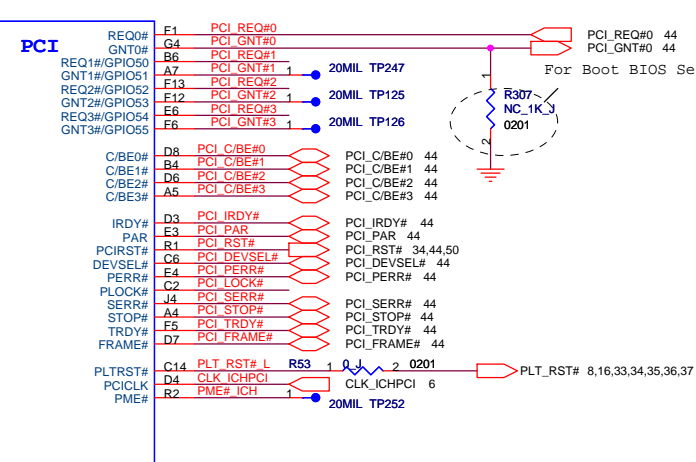 PCI
REQ0# F1 PCI_REQ#0 PCI_REQ#0 44
GNT0# G4 PCI_GNT#0 PCI_GNT#0 44
REQ1#/GPIO50 B6 PCI_REQ#1
GNT1#/GPIO51 A7 PCI_GNT#1 1 20MIL TP247
For Boot BIOS Se
REQ2#/GPIO52 F13 PCI_REQ#2
GNT2#/GPIO53 F12 PCI_GNT#2 1 20MIL TP125
REQ3#/GPIO54 E6 PCI_REQ#3
GNT3#/GPIO55 F6 PCI_GNT#3 1 20MIL TP126
1
R307
NC_1K_J
0201
2
C/BE0# D8 PCI_C/BE#0 PCI_C/BE#0 44
C/BE1# B4 PCI_C/BE#1 PCI_C/BE#1 44
C/BE2# D6 PCI_C/BE#2 PCI_C/BE#2 44
C/BE3# A5 PCI_C/BE#3 PCI_C/BE#3 44
IRDY# D3 PCI_IRDY# PCI_IRDY# 44
PAR E3 PCI_PAR PCI_PAR 44
PCIRST# R1 PCI_RST# PCI_RST# 34,44,50
DEVSEL# C6 PCI_DEVSEL# PCI_DEVSEL# 44
PERR# E4 PCI_PERR# PCI_PERR# 44
PLOCK# C2 PCI_LOCK#
SERR# J4 PCI_SERR# PCI_SERR# 44
STOP# A4 PCI_STOP# PCI_STOP# 44
TRDY# F5 PCI_TRDY# PCI_TRDY# 44
FRAME# D7 PCI_FRAME# PCI_FRAME# 44
PLTRST# C14 PLT_RST#_L R53 1 0_J 2 0201 PLT_RST# 8,16,33,34,35,36,37
PCICLK D4 CLK_ICHPCI CLK_ICHPCI 6
PME# R2 PME#_ICH 1 20MIL TP252